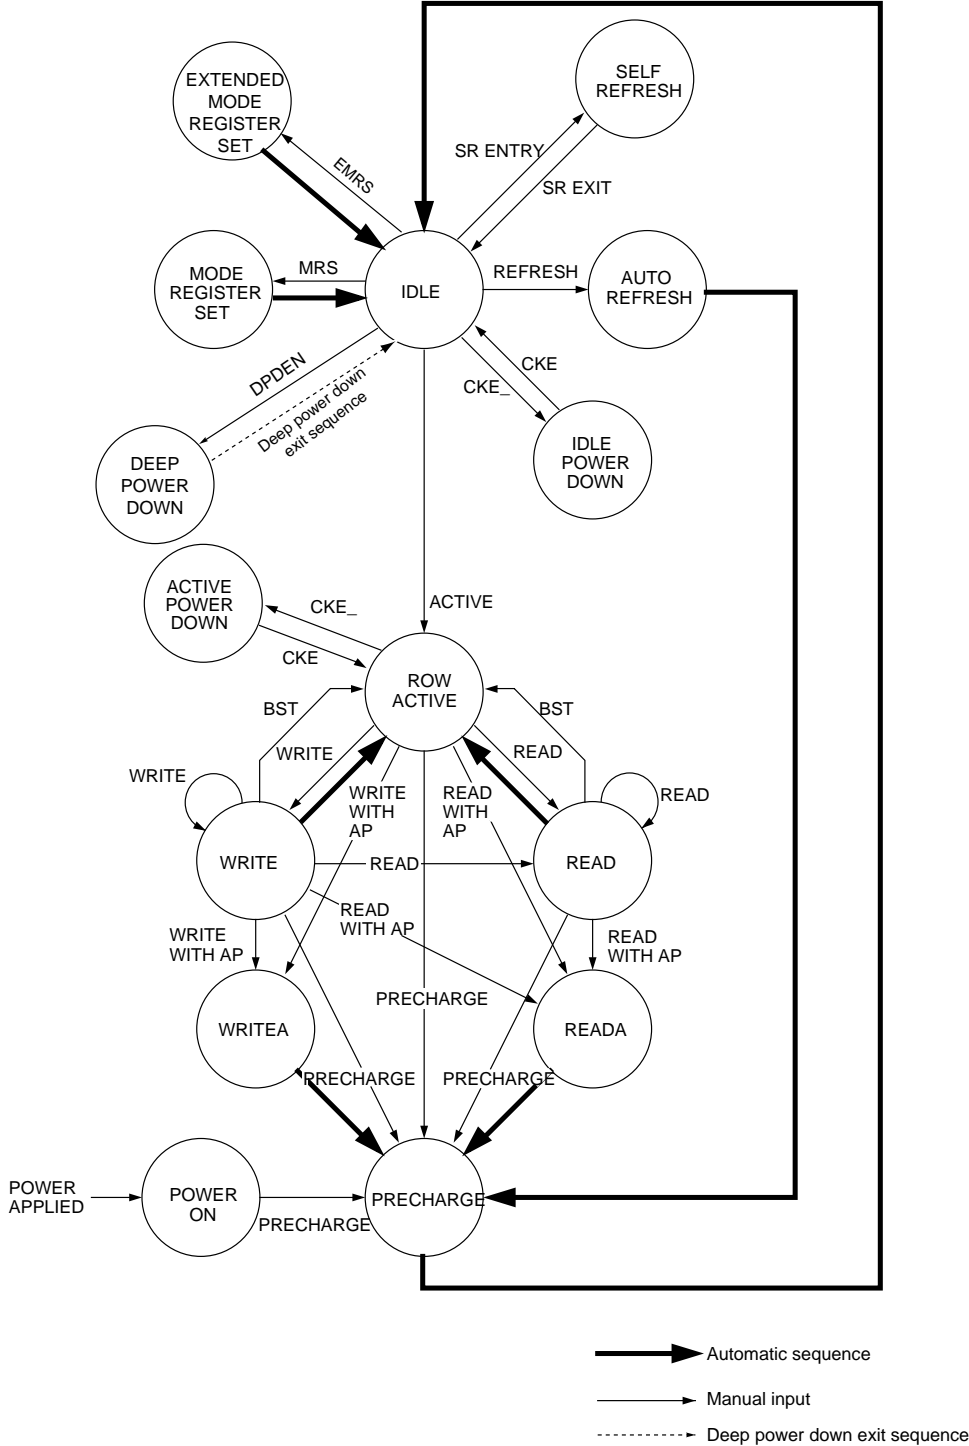 EXTENDED
MODE
REGISTER
SET
SELF
REFRESH
EMRS
SR ENTRY
SR EXIT
MODE
REGISTER
SET
MRS
IDLE
REFRESH
AUTO
REFRESH
DPDEN
Deep power down
exit sequence
CKE
CKE_
DEEP
POWER
DOWN
IDLE
POWER
DOWN
ACTIVE
POWER
DOWN
CKE_
CKE
ACTIVE
ROW
ACTIVE
BST
BST
WRITE
READ
WRITE
WRITE
WITH
AP
READ
WITH
AP
READ
WRITE
READ
READ
READ
WITH AP
WRITE
WITH AP
READ
WITH AP
PRECHARGE
WRITEA
READA
PRECHARGE
PRECHARGE
POWER
APPLIED
POWER
ON
PRECHARGE
PRECHARGE
Automatic sequence
Manual input
Deep power down exit sequence